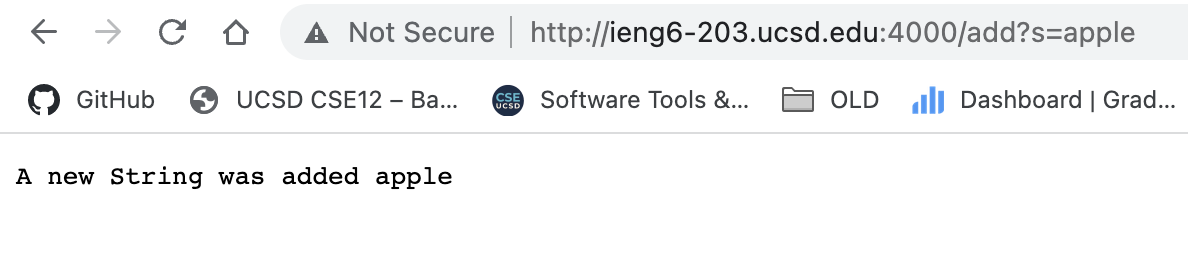 Not Secure | http://ieng6-203.ucsd.edu:4000/add?s=apple
GitHub UCSD CSE12 – Ba... CSE UCSD Software Tools &... OLD Dashboard | Grad...
A new String was added apple